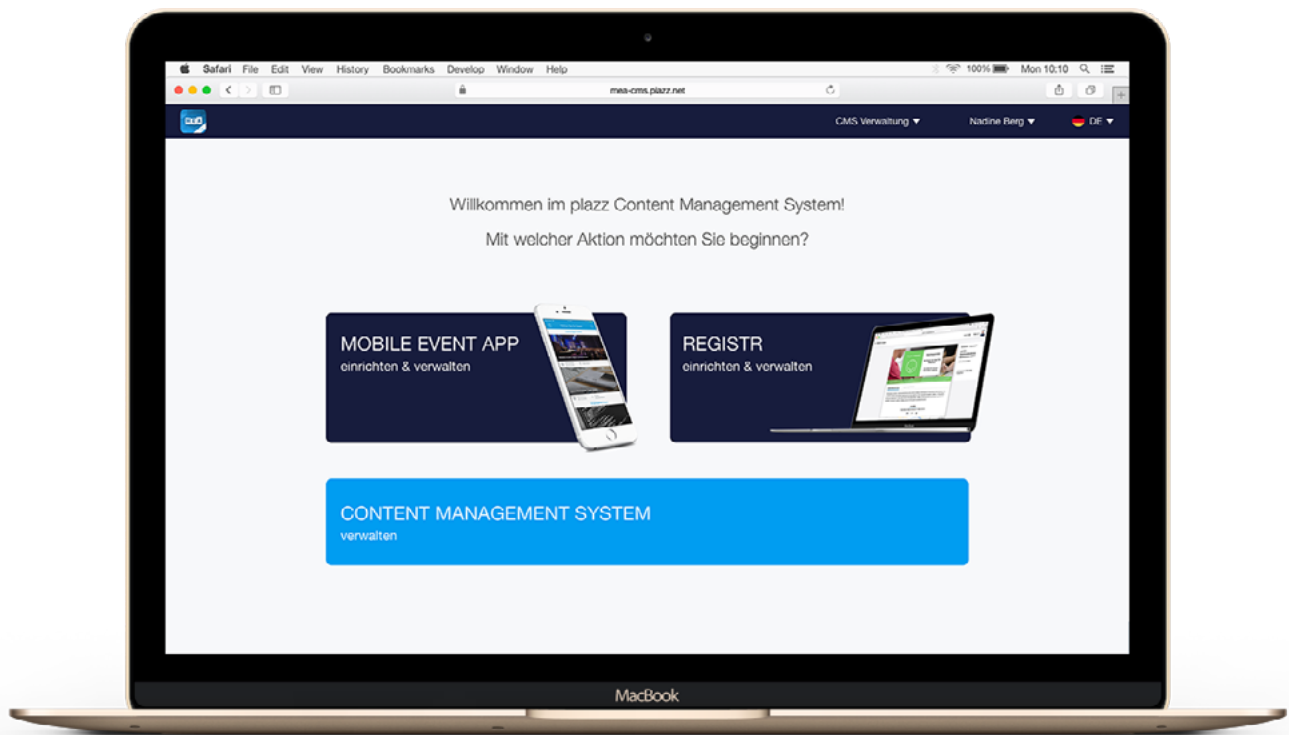 Safari File Edit View History Bookmarks Develop Window Help 100% Mon 10:10
mea-cms.plazz.net
CMS Verwaltung Nadine Berg DE
Willkommen im plazz Content Management System!
Mit welcher Aktion möchten Sie beginnen?
MOBILE EVENT APP
einrichten & verwalten
REGISTR
einrichten & verwalten
CONTENT MANAGEMENT SYSTEM
verwalten
MacBook